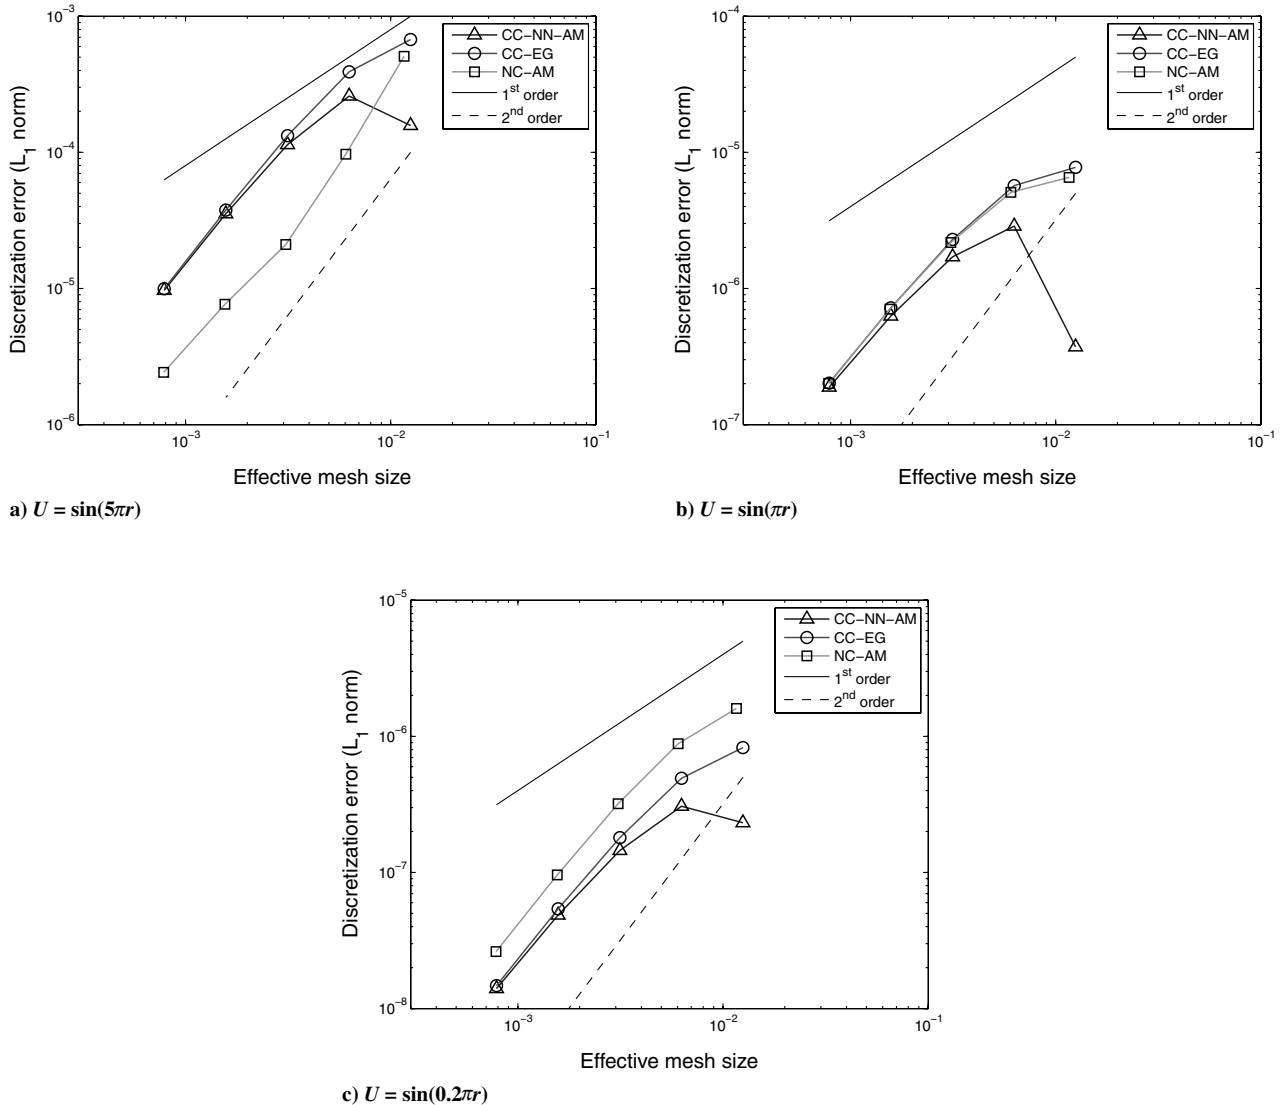 10⁻³
10⁻⁴
10⁻⁵
10⁻⁶
Discretization error (L₁ norm)
CC−NN−AM
CC−EG
NC−AM
1st order
2nd order
10⁻³ 10⁻² 10⁻¹
Effective mesh size
a) U = sin(5πr)
10⁻⁴
10⁻⁵
10⁻⁶
10⁻⁷
Discretization error (L₁ norm)
CC−NN−AM
CC−EG
NC−AM
1st order
2nd order
10⁻³ 10⁻² 10⁻¹
Effective mesh size
b) U = sin(πr)
10⁻⁵
10⁻⁶
10⁻⁷
10⁻⁸
Discretization error (L₁ norm)
CC−NN−AM
CC−EG
NC−AM
1st order
2nd order
10⁻³ 10⁻² 10⁻¹
Effective mesh size
c) U = sin(0.2πr)